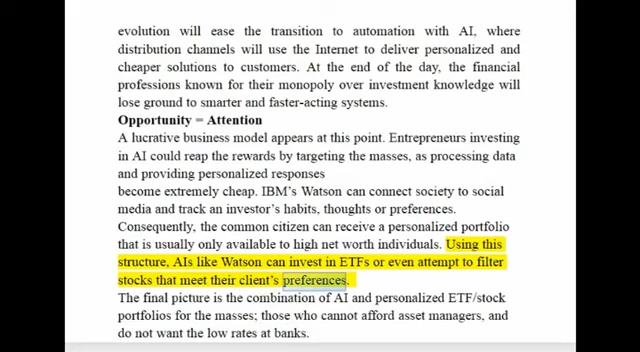 evolution will ease the transition to automation with AI, where
distribution channels will use the Internet to deliver personalized and
cheaper solutions to customers. At the end of the day, the financial
professions known for their monopoly over investment knowledge will
lose ground to smarter and faster-acting systems.
Opportunity = Attention
A lucrative business model appears at this point. Entrepreneurs investing
in AI could reap the rewards by targeting the masses, as processing data
and providing personalized responses
become extremely cheap. IBM's Watson can connect society to social
media and track an investor's habits, thoughts or preferences.
Consequently, the common citizen can receive a personalized portfolio
that is usually only available to high net worth individuals. Using this
structure, AIs like Watson can invest in ETFs or even attempt to filter
stocks that meet their client's preferences.
The final picture is the combination of AI and personalized ETF/stock
portfolios for the masses; those who cannot afford asset managers, and
do not want the low rates at banks.